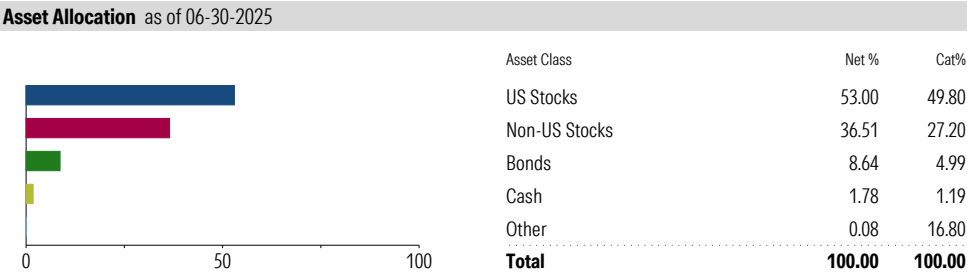 Asset Allocation as of 06-30-2025
Asset Class Net % Cat%
US Stocks 53.00 49.80
Non-US Stocks 36.51 27.20
Bonds 8.64 4.99
Cash 1.78 1.19
Other 0.08 16.80
0 50 100
Total 100.00 100.00